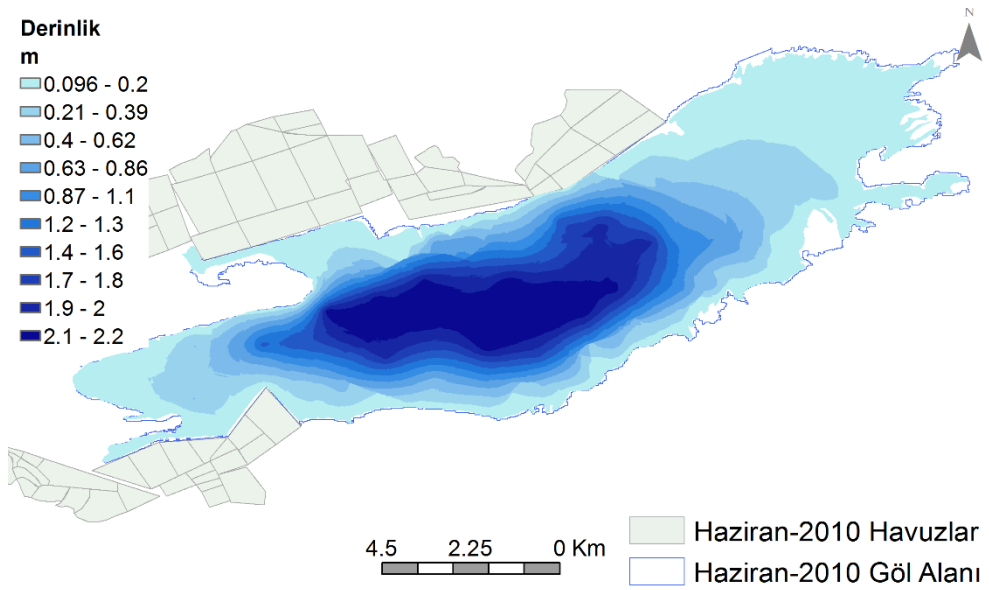 Derinlik
m
0.096 - 0.2
0.21 - 0.39
0.4 - 0.62
0.63 - 0.86
0.87 - 1.1
1.2 - 1.3
1.4 - 1.6
1.7 - 1.8
1.9 - 2
2.1 - 2.2
N
4.5 2.25 0 Km
Haziran-2010 Havuzlar
Haziran-2010 Göl Alanı